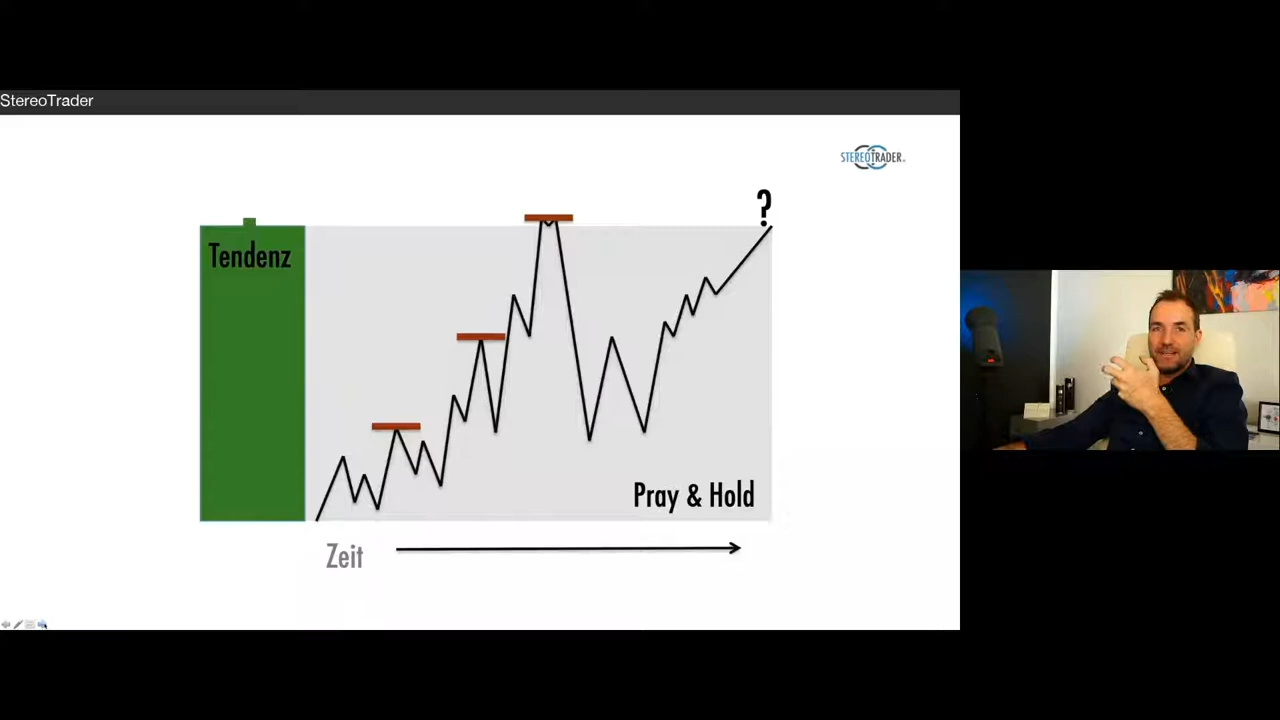 StereoTrader
STEREOTRADER
?
Tendenz
Pray & Hold
Zeit